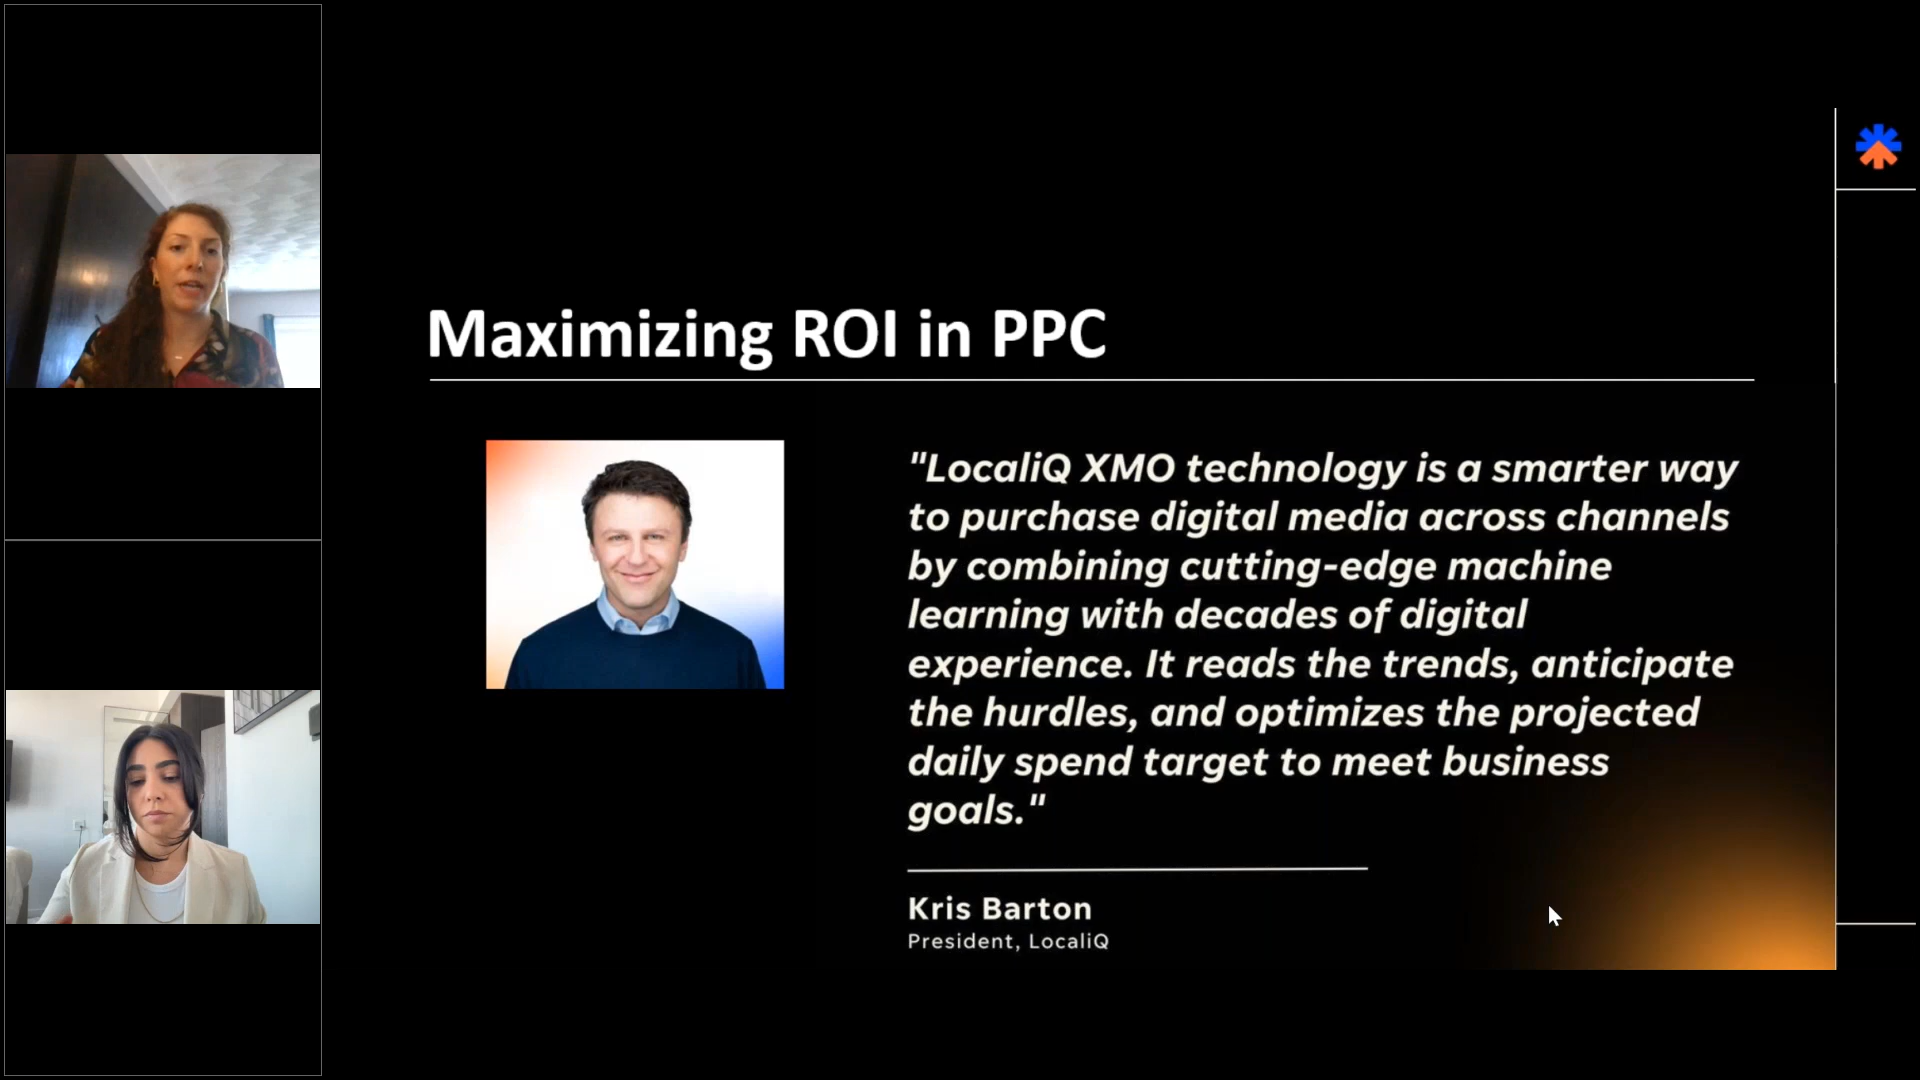 Maximizing ROI in PPC
"LocaliQ XMO technology is a smarter way
to purchase digital media across channels
by combining cutting-edge machine
learning with decades of digital
experience. It reads the trends, anticipate
the hurdles, and optimizes the projected
daily spend target to meet business
goals."
Kris Barton
President, LocaliQ